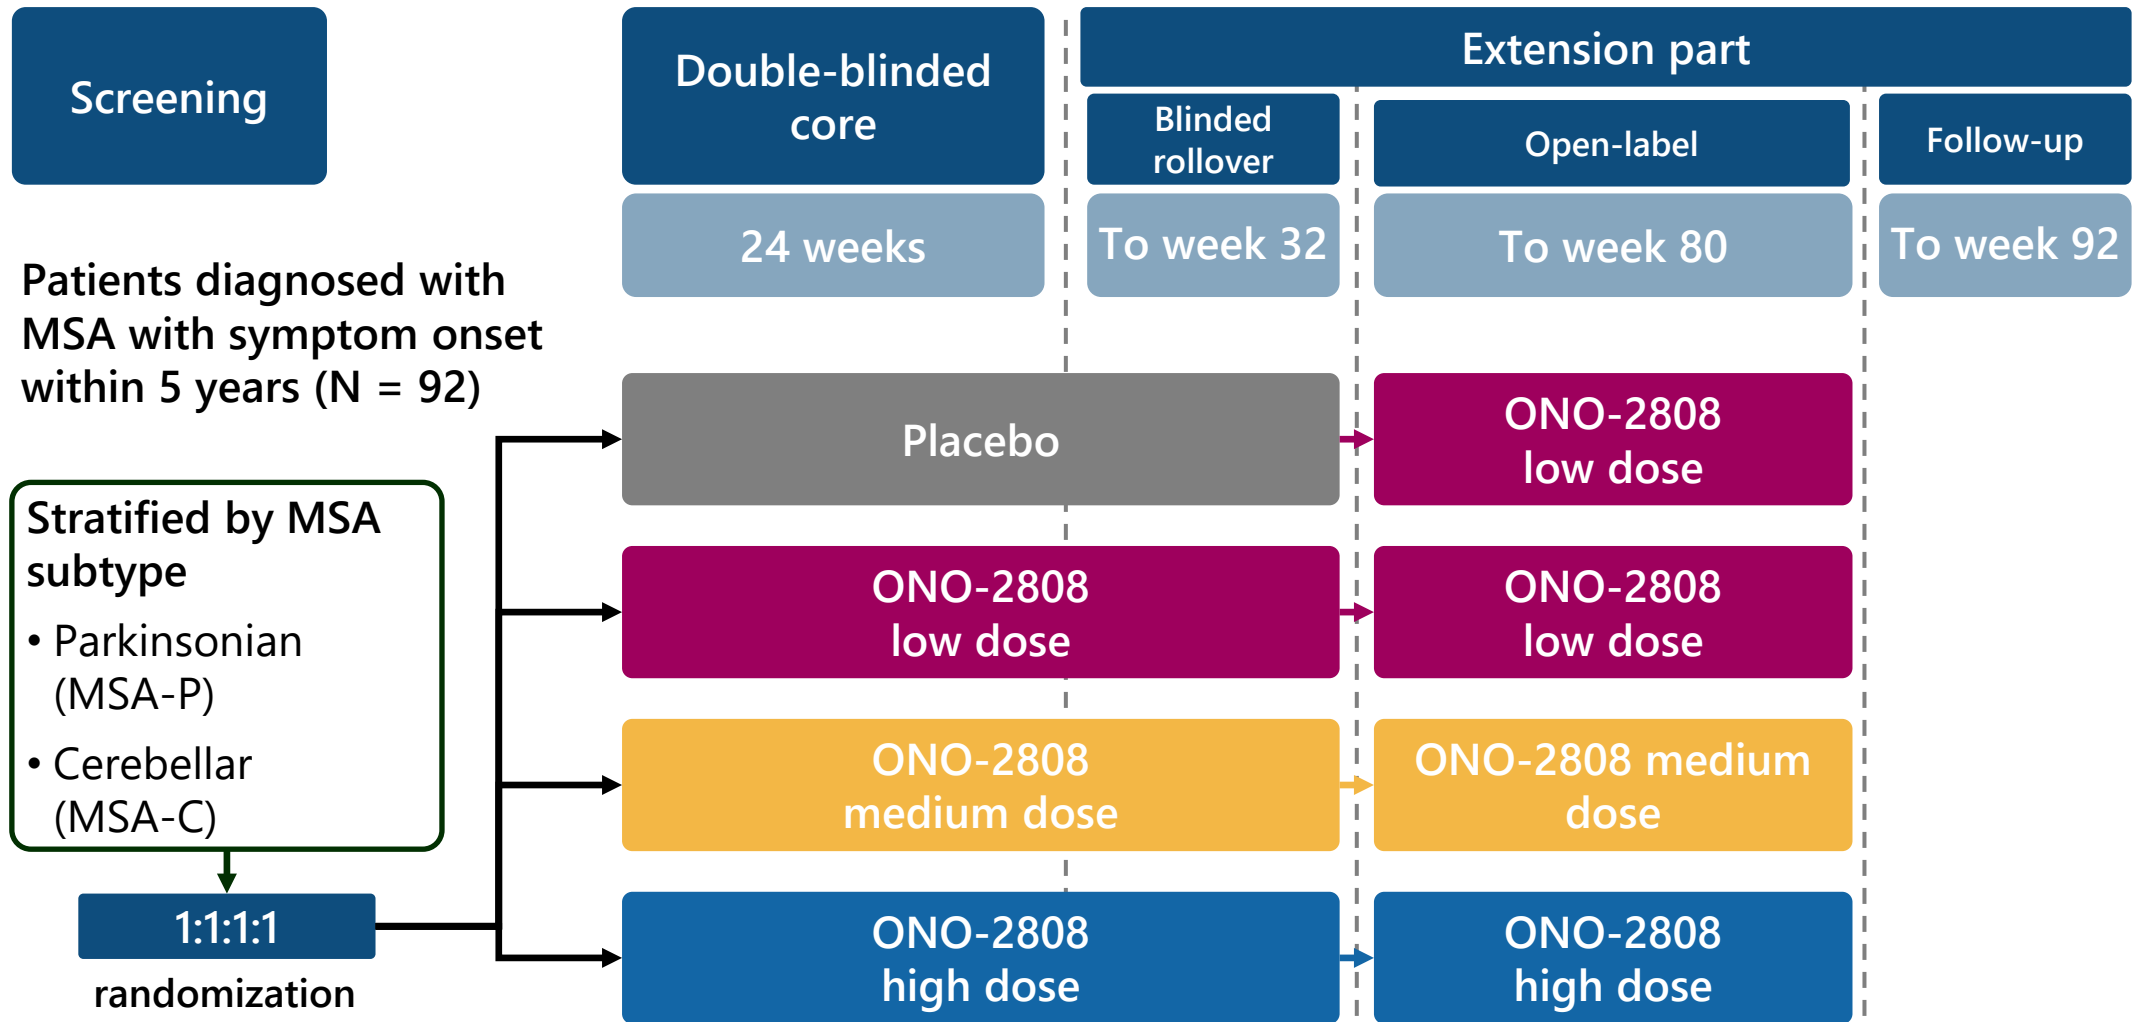 Screening
Double-blinded
core
Extension part
Blinded
rollover
Open-label
Follow-up
24 weeks
To week 32
To week 80
To week 92
Patients diagnosed with
MSA with symptom onset
within 5 years (N = 92)
Stratified by MSA
subtype
• Parkinsonian
(MSA-P)
• Cerebellar
(MSA-C)
1:1:1:1
randomization
Placebo
ONO-2808
low dose
ONO-2808
low dose
ONO-2808
low dose
ONO-2808
medium dose
ONO-2808 medium
dose
ONO-2808
high dose
ONO-2808
high dose